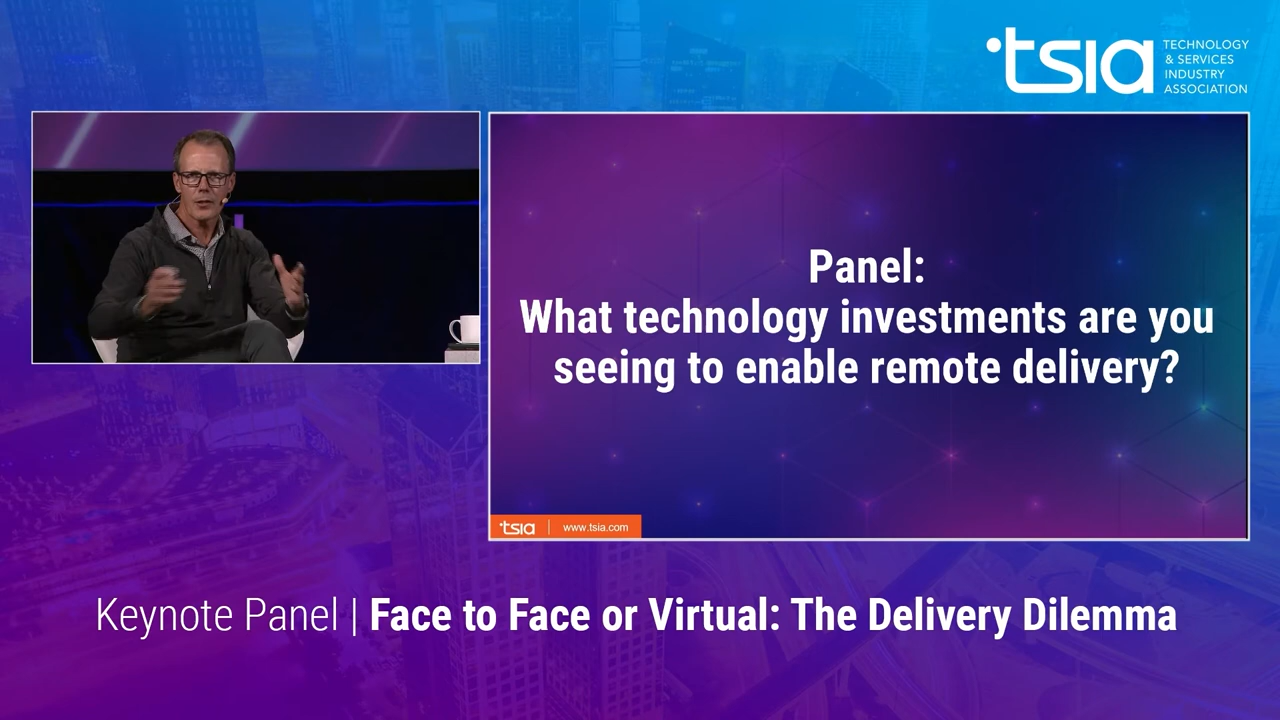 tsia
TECHNOLOGY
& SERVICES
INDUSTRY
ASSOCIATION
Panel:
What technology investments are you
seeing to enable remote delivery?
tsia | www.tsia.com
Keynote Panel | Face to Face or Virtual: The Delivery Dilemma